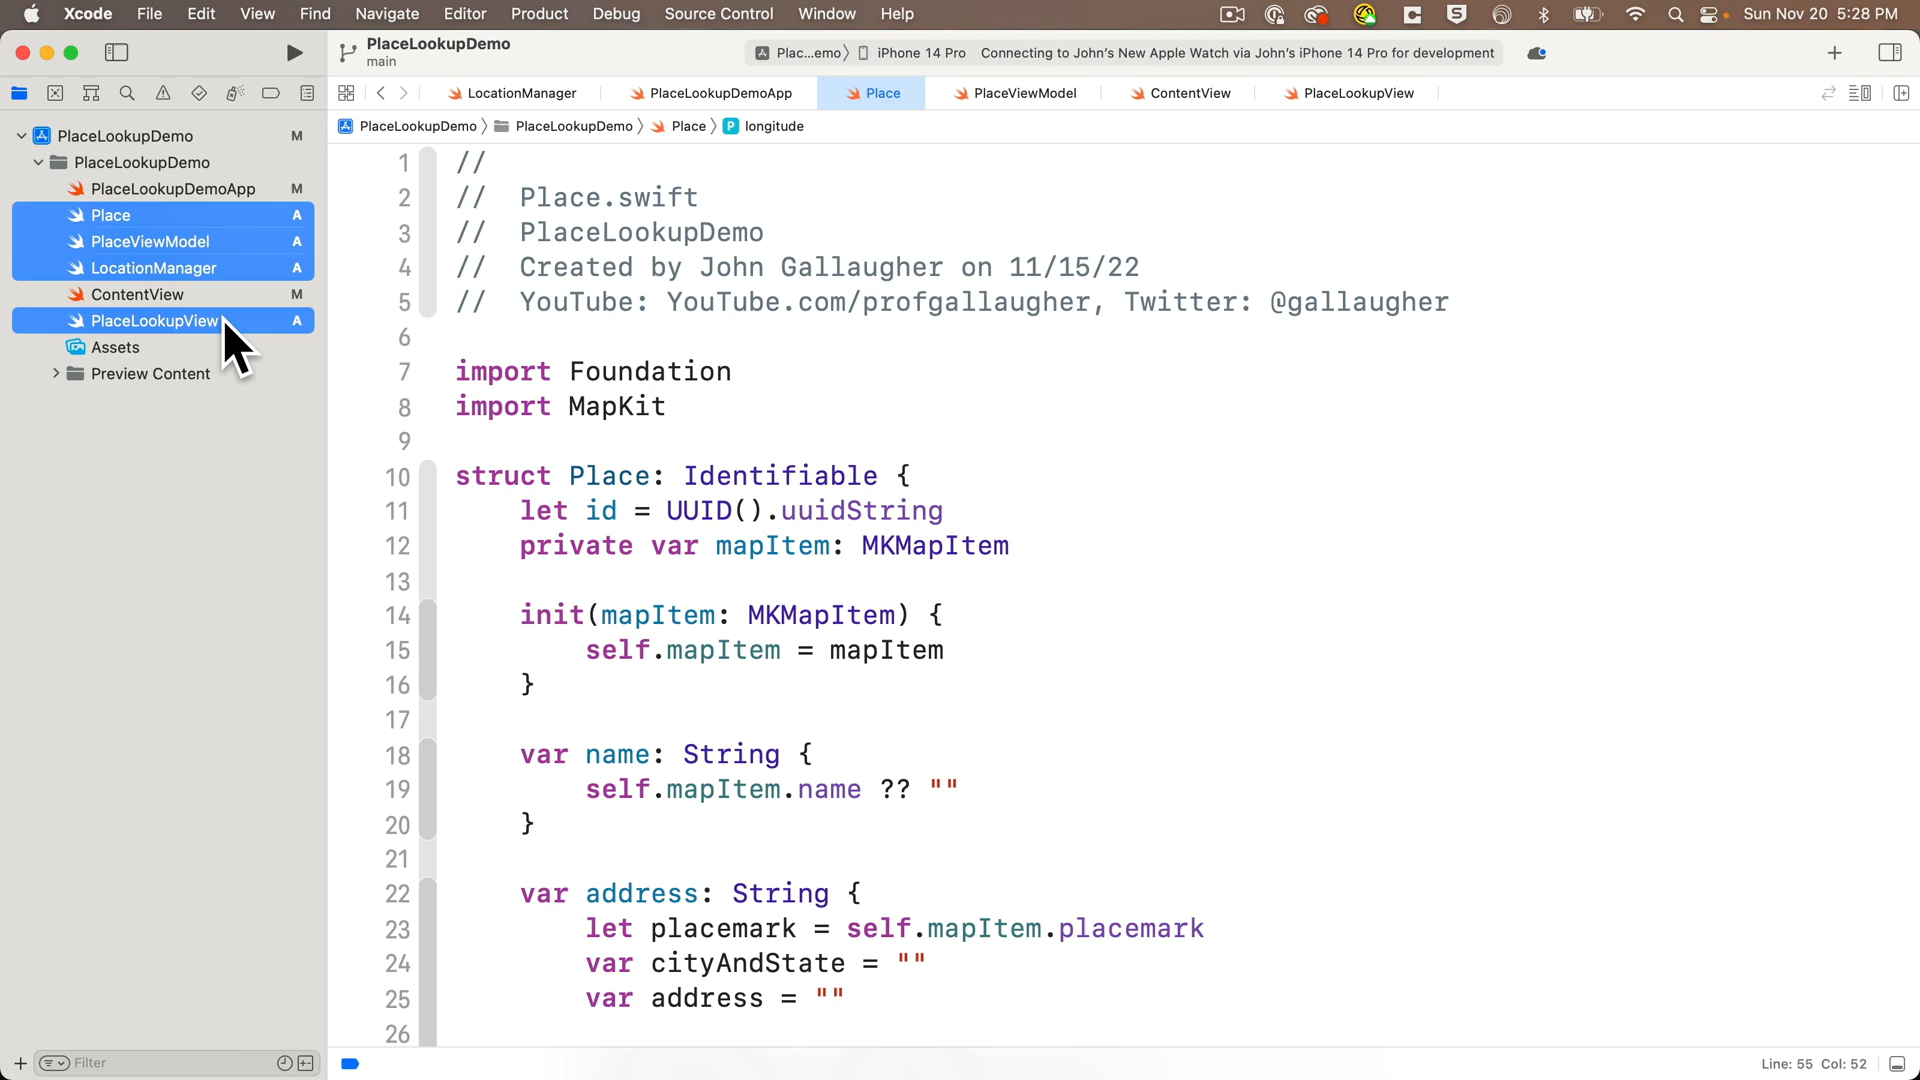 Xcode File Edit View Find Navigate Editor Product Debug Source Control Window Help Sun Nov 20 5:28 PM
PlaceLookupDemo
main
Plac...emo⟩ iPhone 14 Pro Connecting to John's New Apple Watch via John's iPhone 14 Pro for development
LocationManager PlaceLookupDemoApp Place PlaceViewModel ContentView PlaceLookupView
PlaceLookupDemo ⟩ PlaceLookupDemo ⟩ Place ⟩ P longitude
PlaceLookupDemo M
PlaceLookupDemo
PlaceLookupDemoApp M
Place A
PlaceViewModel A
LocationManager A
ContentView M
PlaceLookupView A
Assets
Preview Content
Filter
1 //
2 //  Place.swift
3 //  PlaceLookupDemo
4 //  Created by John Gallaugher on 11/15/22
5 //  YouTube: YouTube.com/profgallaugher, Twitter: @gallaugher
6
7 import Foundation
8 import MapKit
9
10 struct Place: Identifiable {
11     let id = UUID().uuidString
12     private var mapItem: MKMapItem
13
14     init(mapItem: MKMapItem) {
15         self.mapItem = mapItem
16     }
17
18     var name: String {
19         self.mapItem.name ?? ""
20     }
21
22     var address: String {
23         let placemark = self.mapItem.placemark
24         var cityAndState = ""
25         var address = ""
26
Line: 55 Col: 52